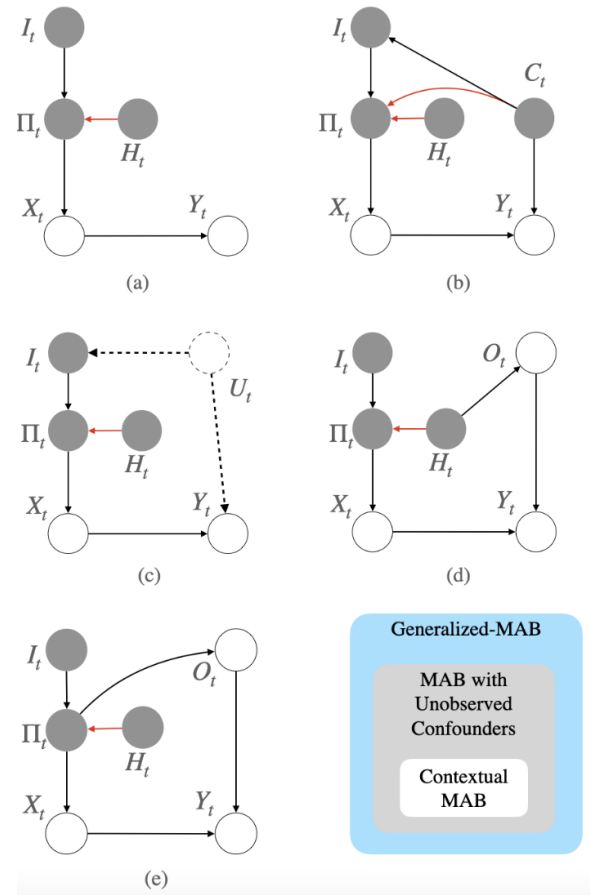 I_t
Π_t
H_t
X_t
Y_t
(a)
I_t
C_t
Π_t
H_t
X_t
Y_t
(b)
I_t
U_t
Π_t
H_t
X_t
Y_t
(c)
I_t
O_t
Π_t
H_t
X_t
Y_t
(d)
I_t
O_t
Π_t
H_t
X_t
Y_t
(e)
Generalized-MAB
MAB with
Unobserved
Confounders
Contextual
MAB